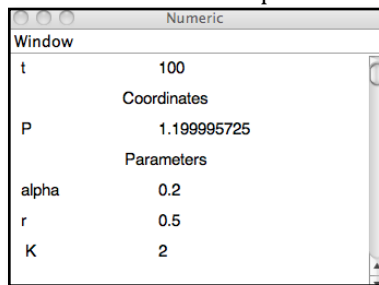 Numeric
Window
t 100
Coordinates
P 1.199995725
Parameters
alpha 0.2
r 0.5
K 2